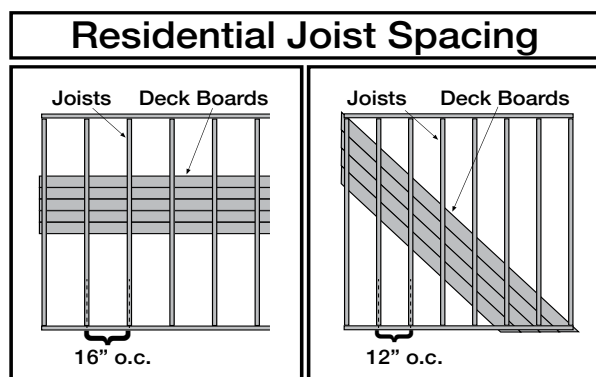 Residential Joist Spacing
Joists Deck Boards
16” o.c.
Joists Deck Boards
12” o.c.